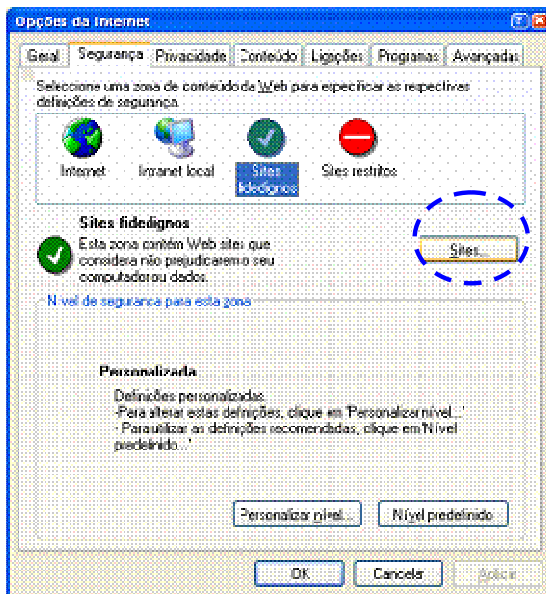 Opções da Internet
Geral Segurança Privacidade Conteúdo Ligações Programas Avançadas
Seleccione uma zona de conteúdo da Web para especificar as respectivas
definições de segurança.
Internet Intranet local Sites fidedignos Sites restritos
Sites fidedignos
Esta zona contém Web sites que
considera não prejudicarem o seu
computador ou dados.
Sites...
Nível de segurança para esta zona
Personalizada
Definições personalizadas.
-Para alterar estas definições, clique em 'Personalizar nível...'
- Para utilizar as definições recomendadas, clique em 'Nível
predefinido...'
Personalizar nível... Nível predefinido
OK Cancelar Aplicar